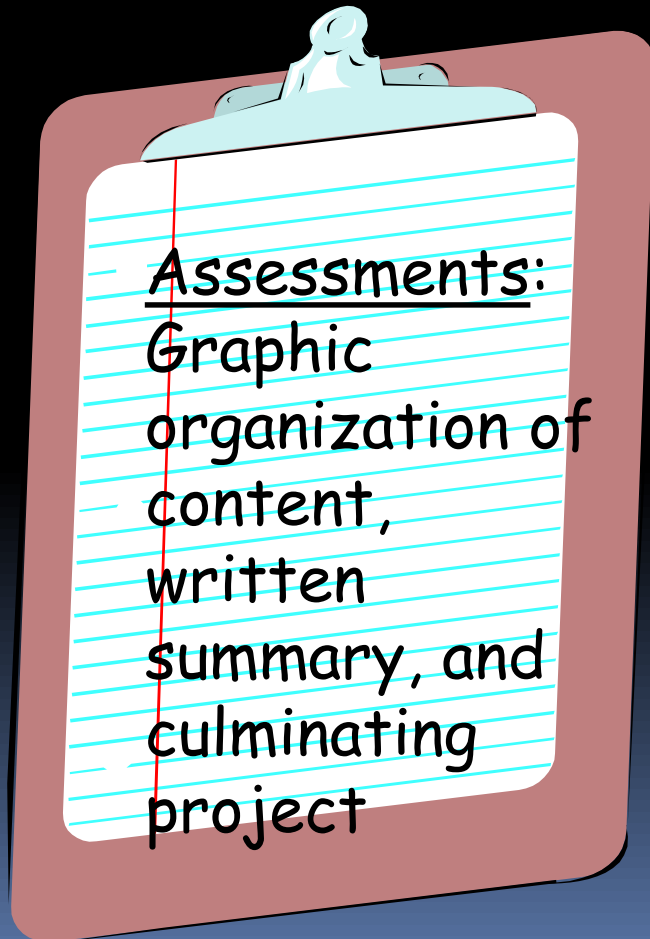 Assessments:
Graphic
organization of
content,
written
summary, and
culminating
project